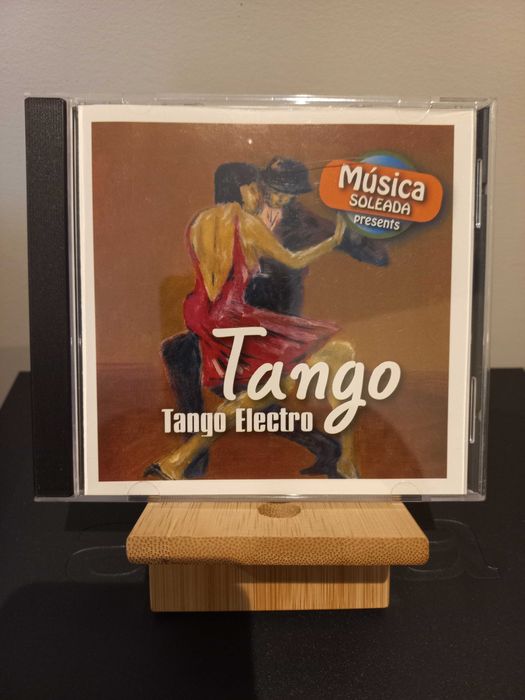 Música
SOLEADA
presents
Tango
Tango Electro